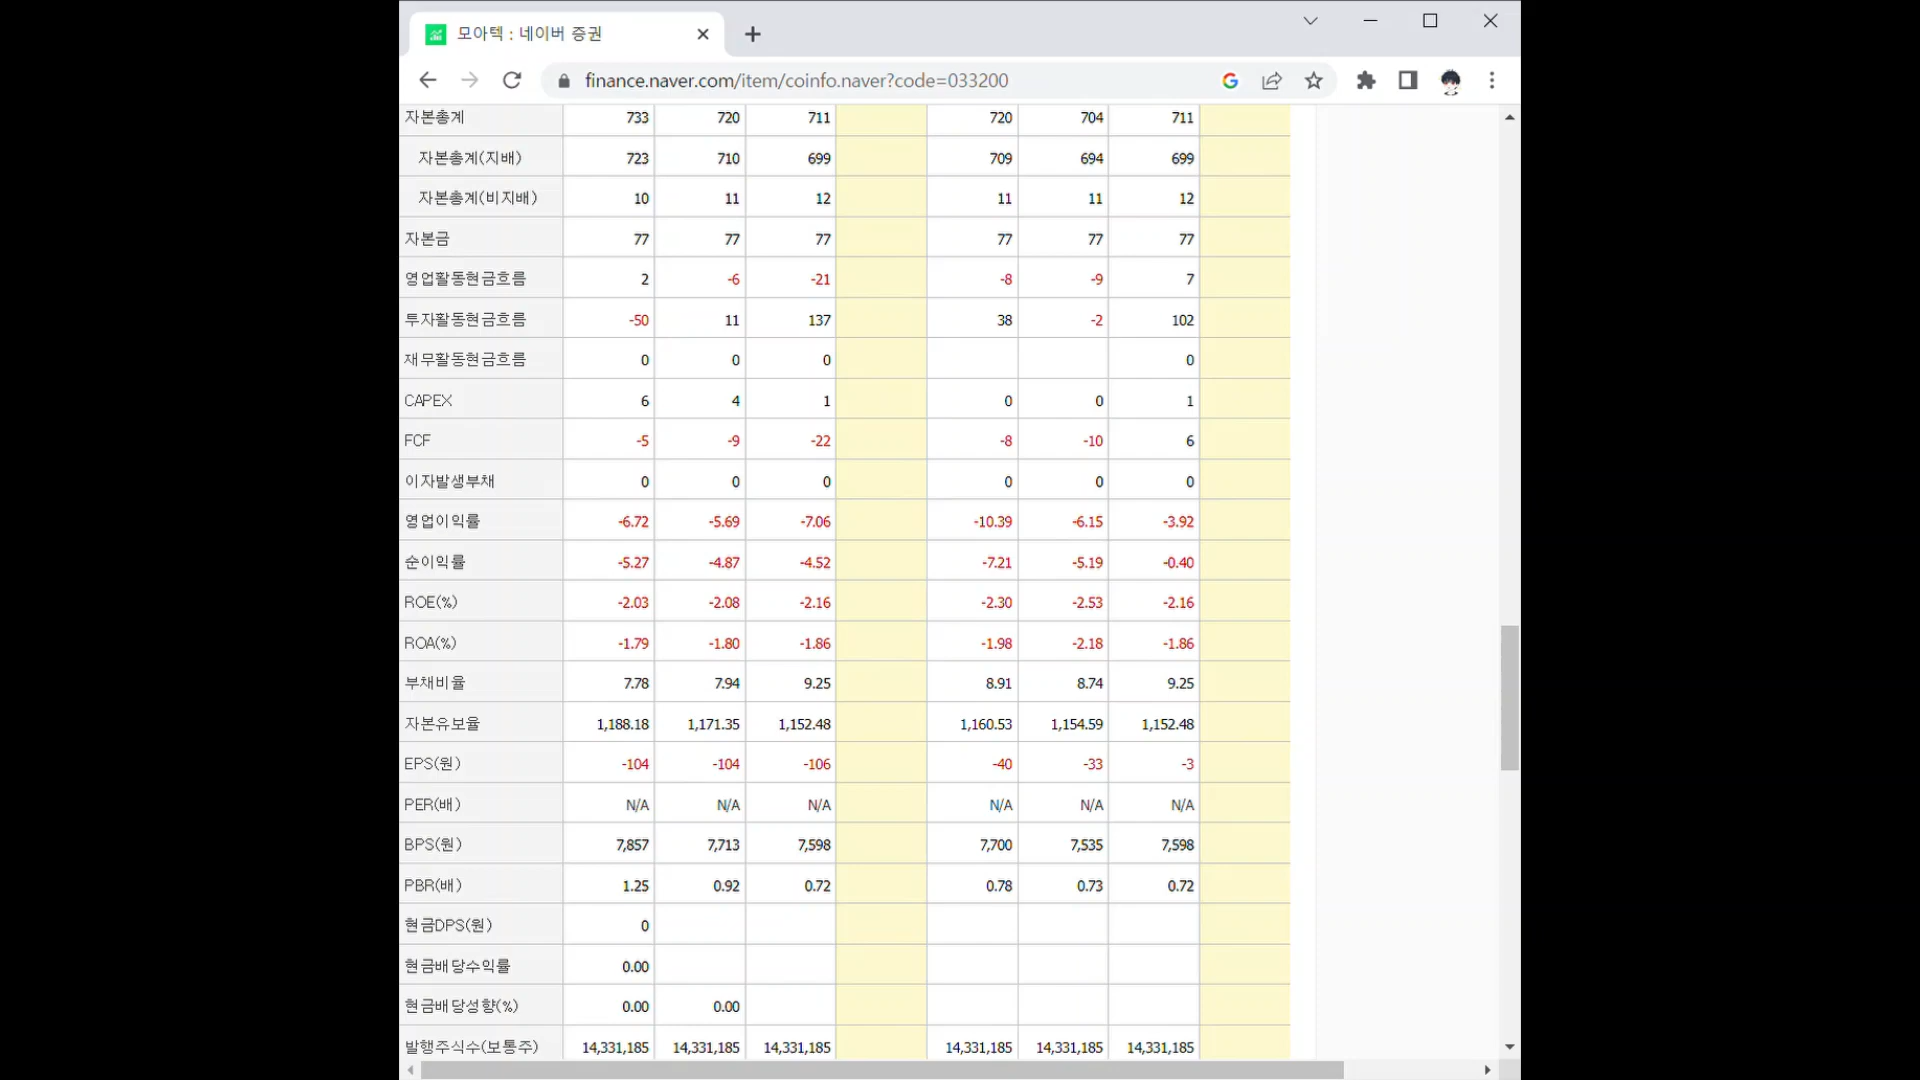 모아텍 : 네이버 증권
finance.naver.com/item/coinfo.naver?code=033200
자본총계 733 720 711 720 704 711
자본총계(지배) 723 710 699 709 694 699
자본총계(비지배) 10 11 12 11 11 12
자본금 77 77 77 77 77 77
영업활동현금흐름 2 -6 -21 -8 -9 7
투자활동현금흐름 -50 11 137 38 -2 102
재무활동현금흐름 0 0 0 0
CAPEX 6 4 1 0 0 1
FCF -5 -9 -22 -8 -10 6
이자발생부채 0 0 0 0 0 0
영업이익률 -6.72 -5.69 -7.06 -10.39 -6.15 -3.92
순이익률 -5.27 -4.87 -4.52 -7.21 -5.19 -0.40
ROE(%) -2.03 -2.08 -2.16 -2.30 -2.53 -2.16
ROA(%) -1.79 -1.80 -1.86 -1.98 -2.18 -1.86
부채비율 7.78 7.94 9.25 8.91 8.74 9.25
자본유보율 1,188.18 1,171.35 1,152.48 1,160.53 1,154.59 1,152.48
EPS(원) -104 -104 -106 -40 -33 -3
PER(배) N/A N/A N/A N/A N/A N/A
BPS(원) 7,857 7,713 7,598 7,700 7,535 7,598
PBR(배) 1.25 0.92 0.72 0.78 0.73 0.72
현금DPS(원) 0
현금배당수익률 0.00
현금배당성향(%) 0.00 0.00
발행주식수(보통주) 14,331,185 14,331,185 14,331,185 14,331,185 14,331,185 14,331,185